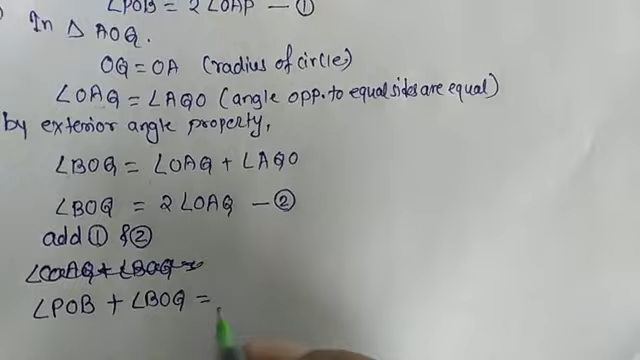 ∠POB = 2∠OAP — ①
In △ AOQ.
OQ = OA (radius of circle)
∠OAQ = ∠AQO (angle opp. to equal sides are equal)
by exterior angle property,
∠BOQ = ∠OAQ + ∠AQO
∠BOQ = 2∠OAQ — ②
add ① & ②
∠POB + ∠BOQ =